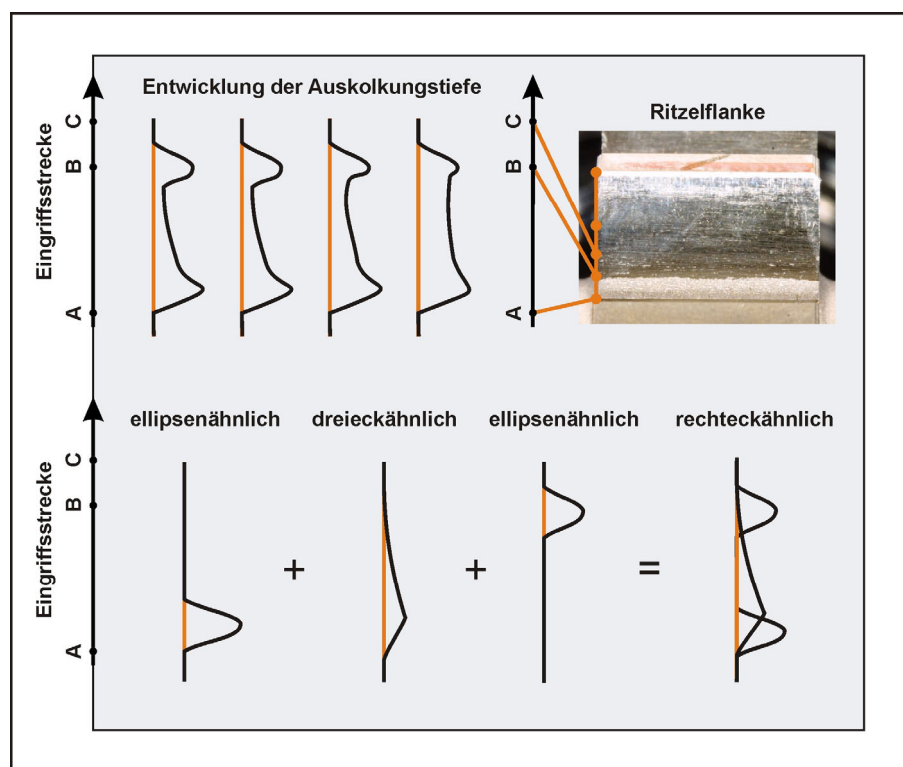 Entwicklung der Auskolkungstiefe
Eingriffsstrecke
C
B
A
C
B
A
Ritzelflanke
Eingriffsstrecke
C
B
A
ellipsenähnlich
dreieckähnlich
ellipsenähnlich
rechteckähnlich
+
+
=